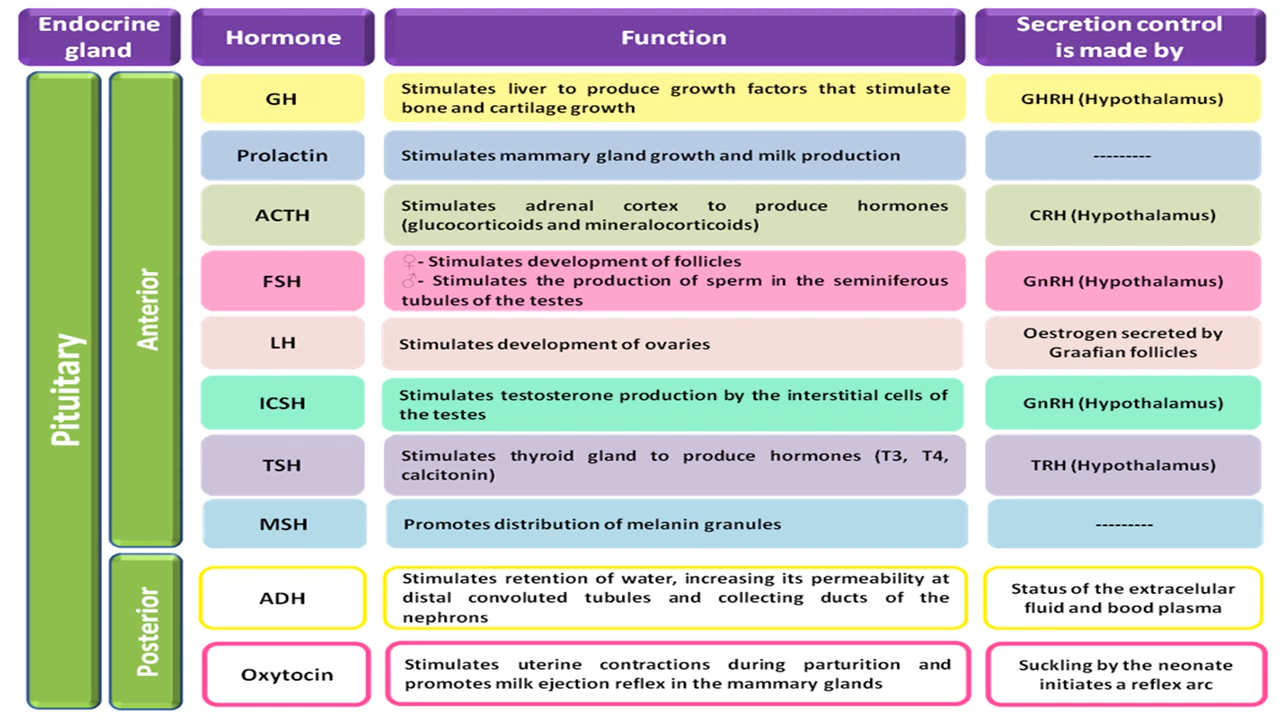 Endocrine
gland
Hormone
Function
Secretion control
is made by
Pituitary
Anterior
GH
Stimulates liver to produce growth factors that stimulate
bone and cartilage growth
GHRH (Hypothalamus)
Prolactin
Stimulates mammary gland growth and milk production
---------
ACTH
Stimulates adrenal cortex to produce hormones
(glucocorticoids and mineralocorticoids)
CRH (Hypothalamus)
FSH
♀- Stimulates development of follicles
♂- Stimulates the production of sperm in the seminiferous
tubules of the testes
GnRH (Hypothalamus)
LH
Stimulates development of ovaries
Oestrogen secreted by
Graafian follicles
ICSH
Stimulates testosterone production by the interstitial cells of
the testes
GnRH (Hypothalamus)
TSH
Stimulates thyroid gland to produce hormones (T3, T4,
calcitonin)
TRH (Hypothalamus)
MSH
Promotes distribution of melanin granules
---------
Posterior
ADH
Stimulates retention of water, increasing its permeability at
distal convoluted tubules and collecting ducts of the
nephrons
Status of the extracelular
fluid and bood plasma
Oxytocin
Stimulates uterine contractions during parturition and
promotes milk ejection reflex in the mammary glands
Suckling by the neonate
initiates a reflex arc